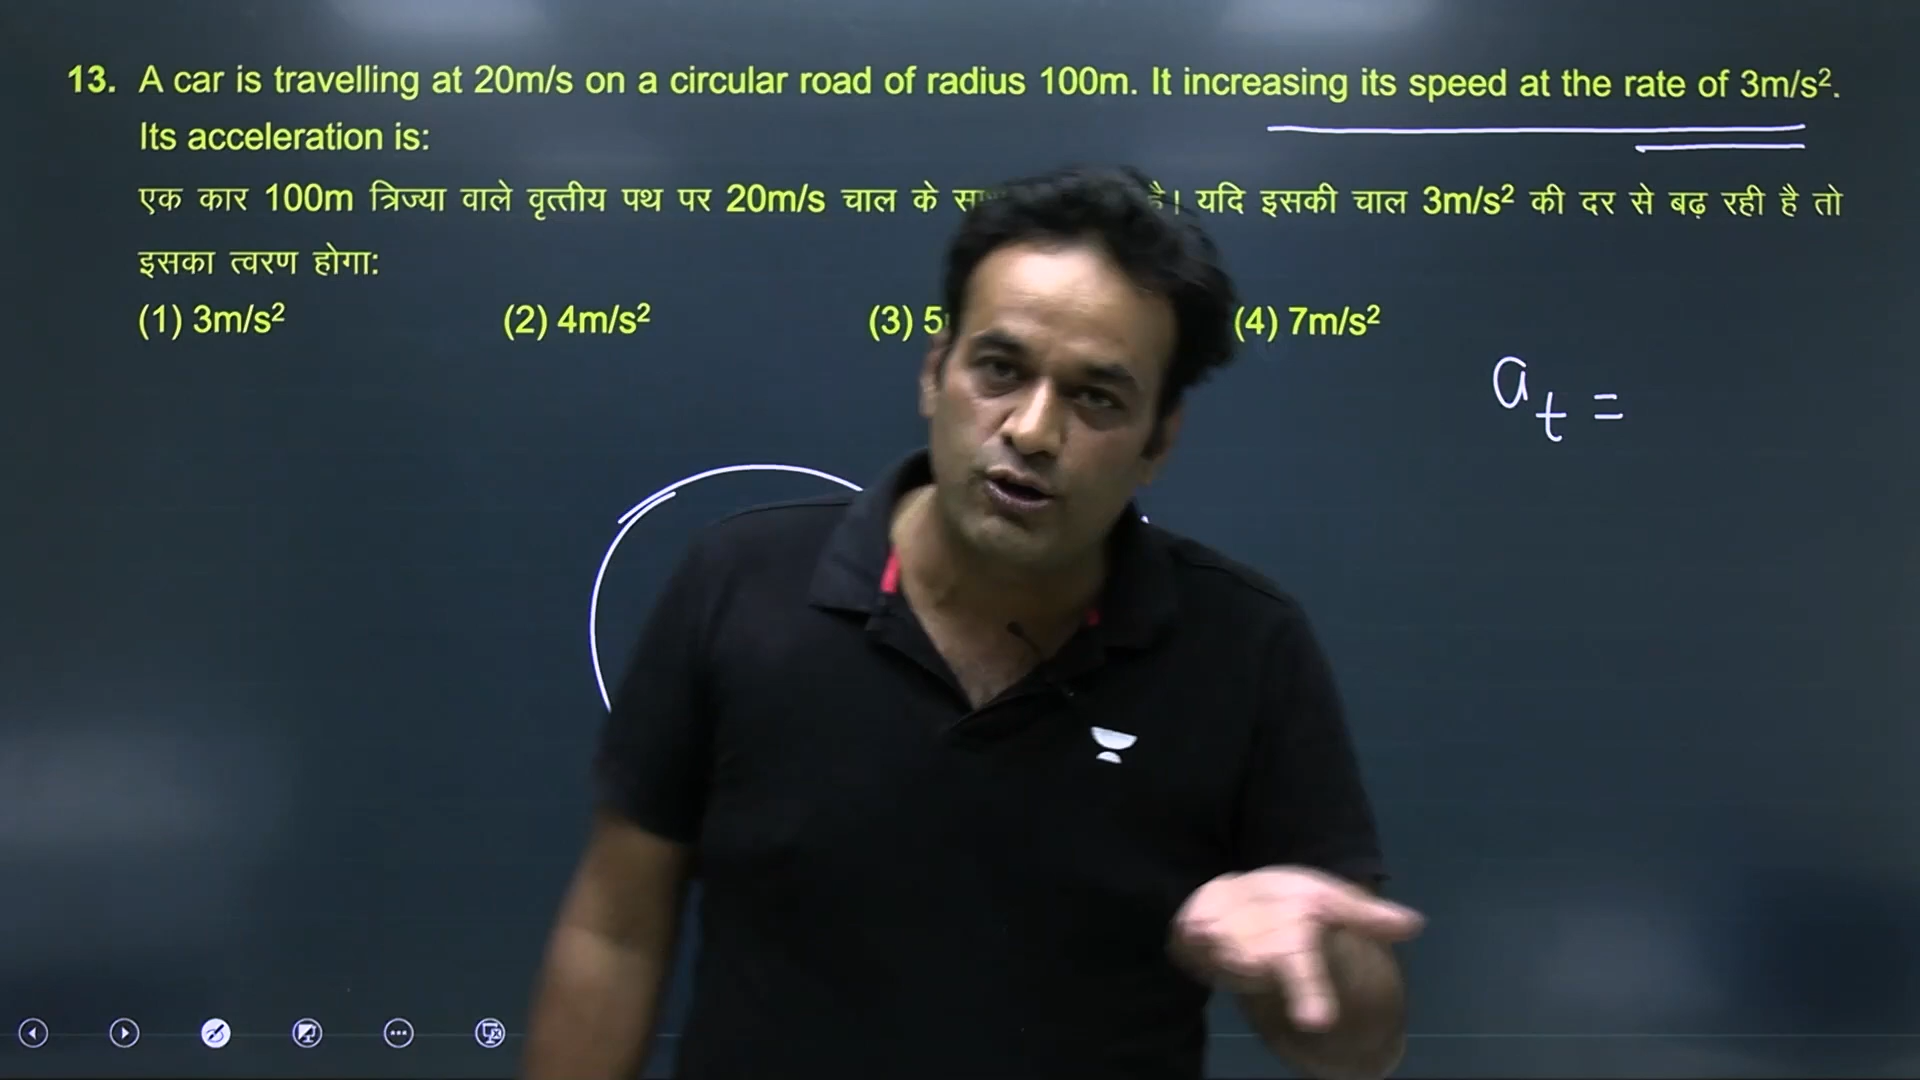 13. A car is travelling at 20m/s on a circular road of radius 100m. It increasing its speed at the rate of 3m/s².
Its acceleration is:
एक कार 100m त्रिज्या वाले वृत्तीय पथ पर 20m/s चाल के है। यदि इसकी चाल 3m/s² की दर से बढ़ रही है तो
इसका त्वरण होगा:
(1) 3m/s² (2) 4m/s² (3) 5 (4) 7m/s²
a_t =